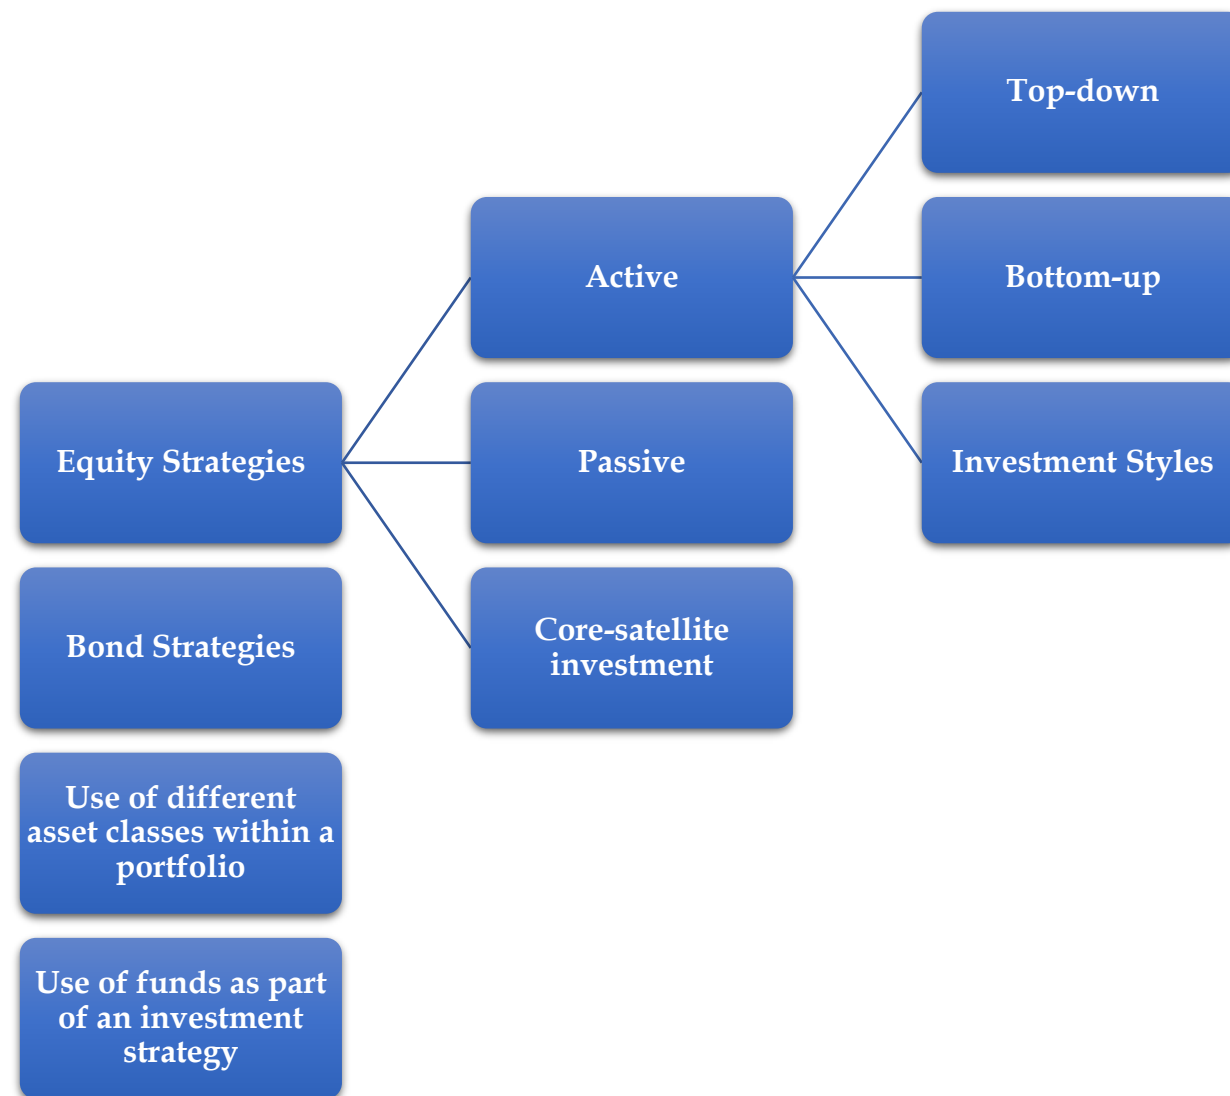 Top-down
Active
Bottom-up
Equity Strategies
Passive
Investment Styles
Bond Strategies
Core-satellite
investment
Use of different
asset classes within a
portfolio
Use of funds as part
of an investment
strategy